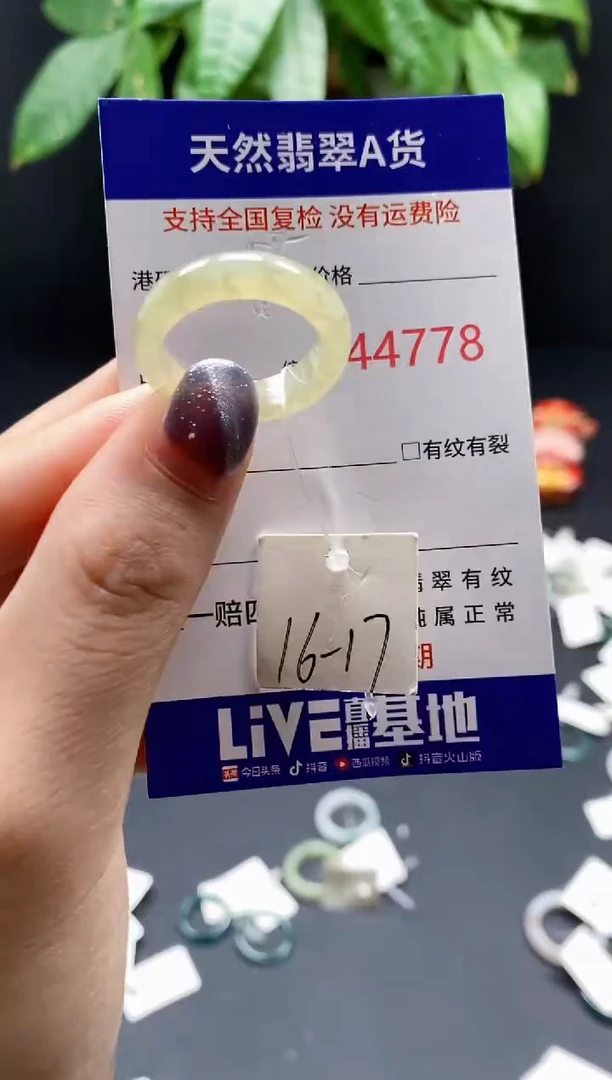 天然翡翠A货
支持全国复检 没有运费险
港 价格
44778
□有纹有裂
一赔四 翡翠有纹
纯属正常
16-17
期
LiVE直播基地
今日头条 抖音 西瓜视频 抖音火山版